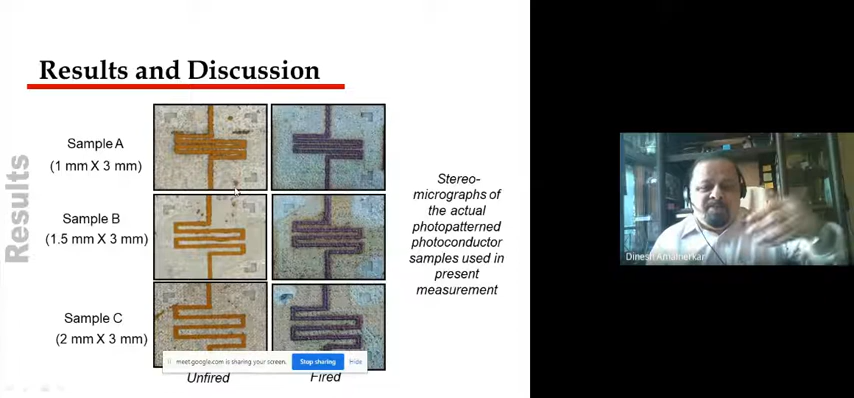 Results and Discussion
Results
Sample A
(1 mm X 3 mm)
Sample B
(1.5 mm X 3 mm)
Sample C
(2 mm X 3 mm)
Stereo-
micrographs of
the actual
photopatterned
photoconductor
samples used in
present
measurement
meet.google.com is sharing your screen.
Stop sharing
Hide
Unfired
Fired
Dinesh Amalnerkar